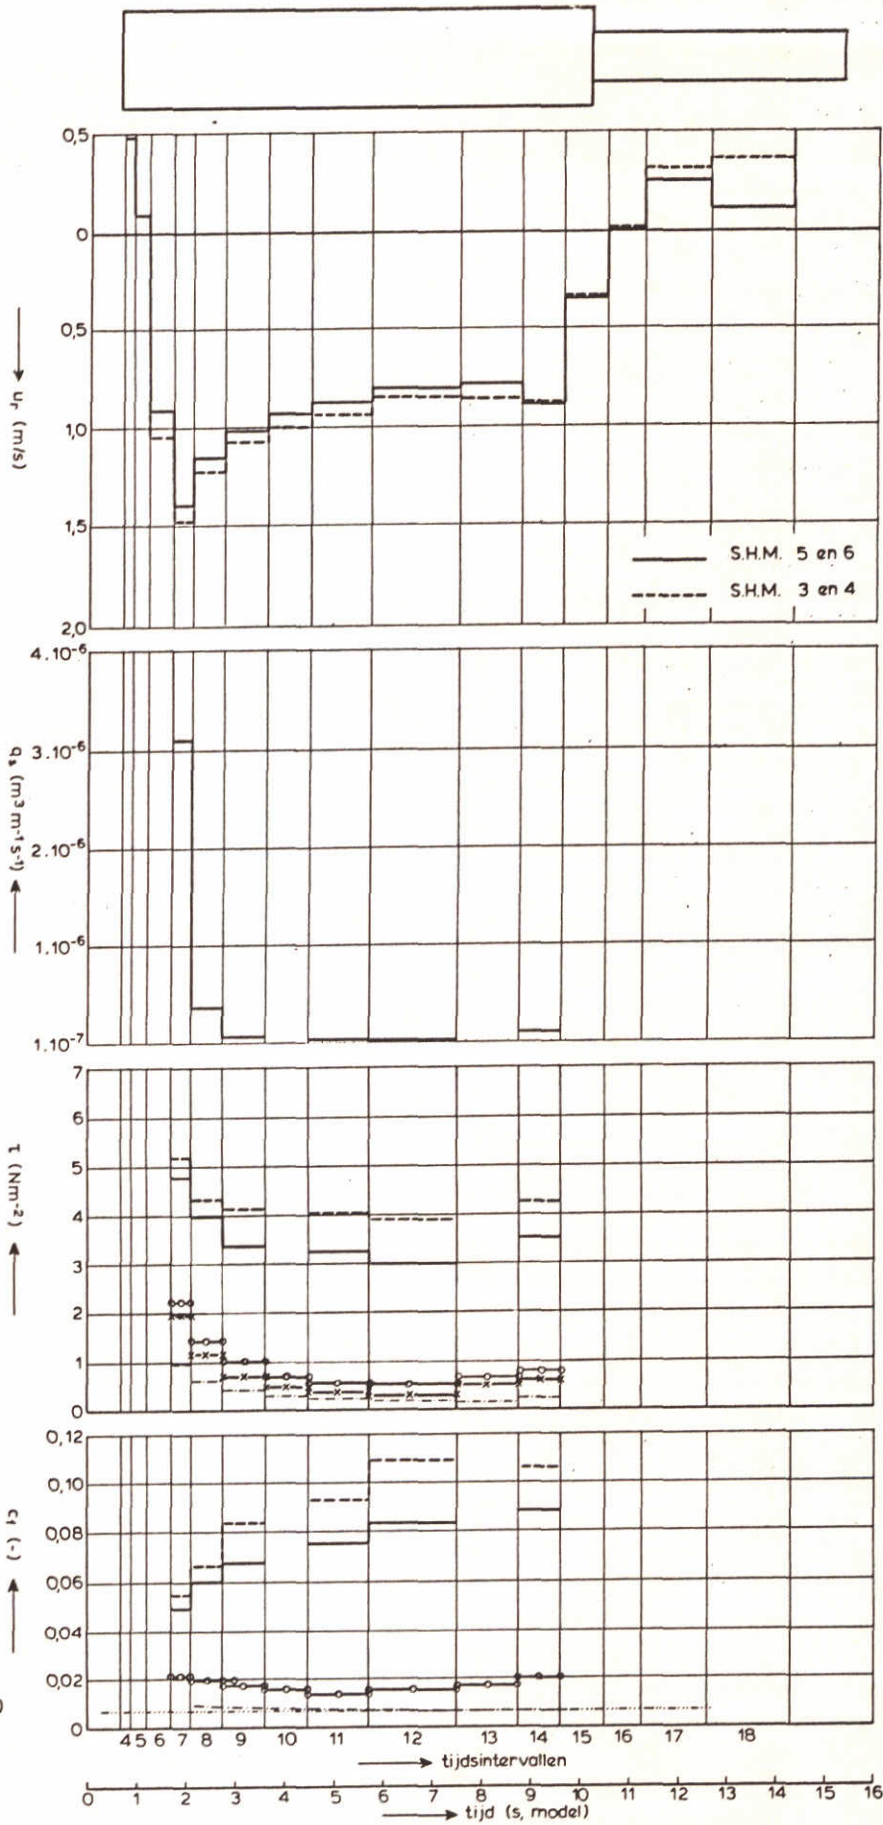 0,5
0
0,5
1,0
1,5
2,0
u_r (m/s)
S.H.M. 5 en 6
S.H.M. 3 en 4
4.10⁻⁶
3.10⁻⁶
2.10⁻⁶
1.10⁻⁶
1.10⁻⁷
q_s (m³ m⁻¹ s⁻¹)
7
6
5
4
3
2
1
0
τ (Nm⁻²)
0,12
0,10
0,08
0,06
0,04
0,02
0
c_f (-)
4 5 6 7 8 9 10 11 12 13 14 15 16 17 18
tijdsintervallen
0 1 2 3 4 5 6 7 8 9 10 11 12 13 14 15 16
tijd (s, model)